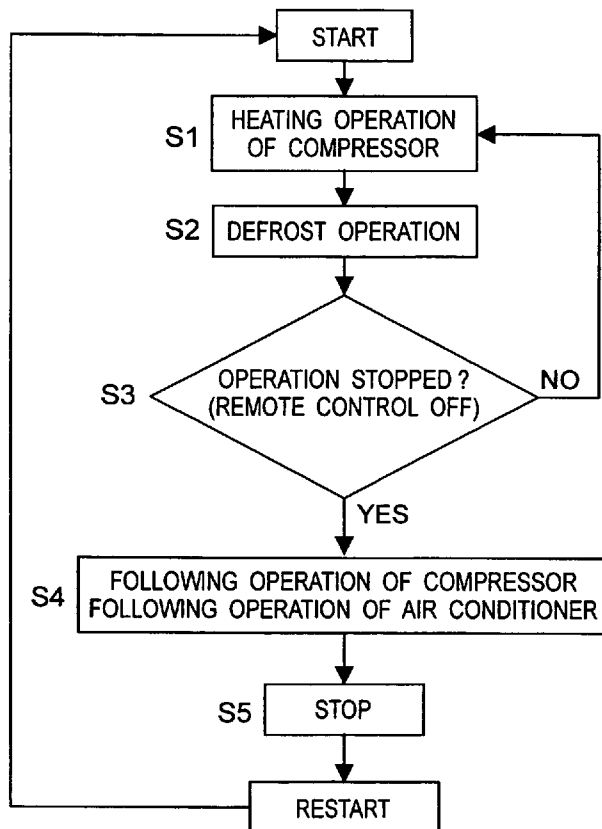 START
S1
HEATING OPERATION
OF COMPRESSOR
S2
DEFROST OPERATION
S3
OPERATION STOPPED?
(REMOTE CONTROL OFF)
NO
YES
S4
FOLLOWING OPERATION OF COMPRESSOR
FOLLOWING OPERATION OF AIR CONDITIONER
S5
STOP
RESTART